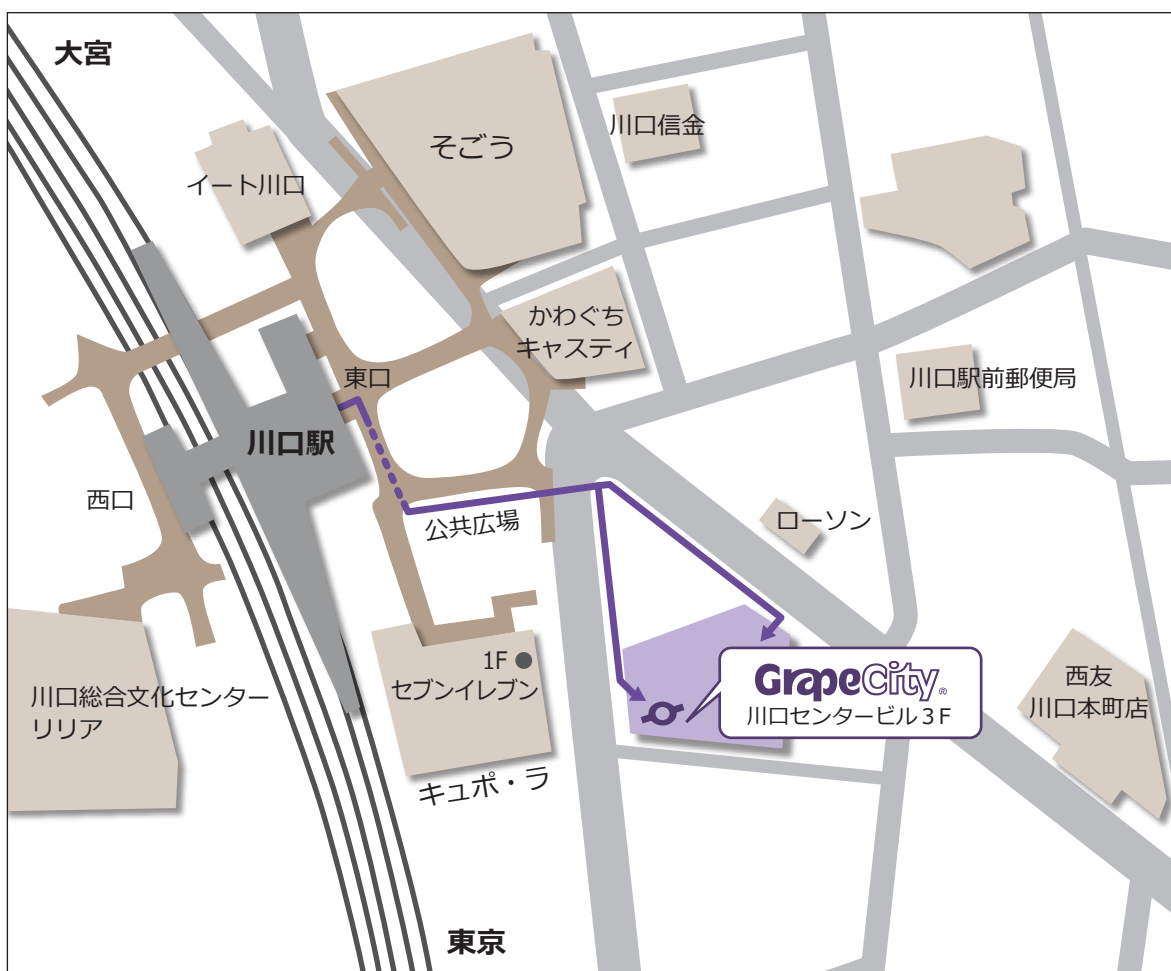 大宮
そごう
川口信金
イート川口
かわぐち
キャスティ
東口
川口駅前郵便局
川口駅
西口
公共広場
ローソン
1F
セブンイレブン
GrapeCity®
川口センタービル3F
西友
川口本町店
川口総合文化センター
リリア
キュポ・ラ
東京